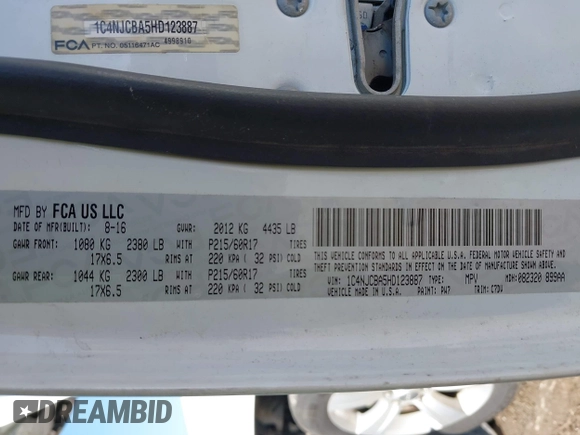 1C4NJCBA5HD123887
FCA PT. NO. 05116471AC A998916
MFD BY FCA US LLC
DATE OF MFR(BUILT): 8-16 GVWR: 2012 KG 4435 LB
GAWR FRONT: 1080 KG 2380 LB WITH P215/60R17 TIRES
17X6.5 RIMS AT 220 KPA ( 32 PSI) COLD
GAWR REAR: 1044 KG 2300 LB WITH P215/60R17 TIRES
17X6.5 RIMS AT 220 KPA ( 32 PSI) COLD
THIS VEHICLE CONFORMS TO ALL APPLICABLE U.S.A. FEDERAL MOTOR VEHICLE SAFETY,
BUMPER, AND THEFT PREVENTION STANDARDS IN EFFECT ON THE DATE OF MANUFACTURE SHOWN ABOVE.
VIN: 1C4NJCBA5HD123887 TYPE: MPV MDH: 082320 899AA
VEHICLE MADE IN U.S.A. PAINT: PW7 TRIM: C7DV
DREAMBID